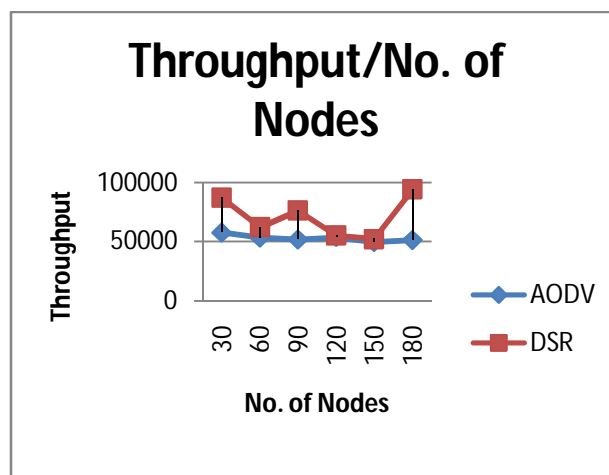 Throughput/No. of
Nodes
Throughput
100000
50000
0
30
60
90
120
150
180
No. of Nodes
AODV
DSR